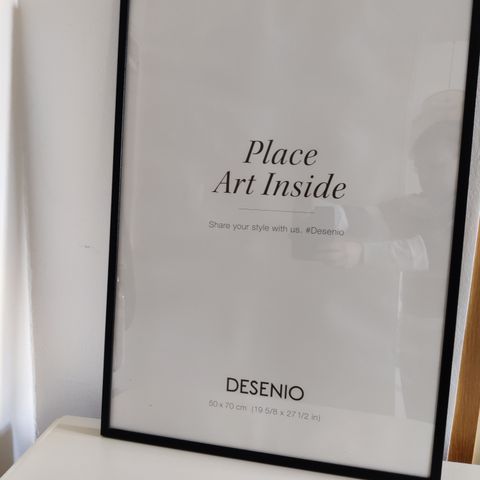 Place
Art Inside
Share your style with us. #Desenio
DESENIO
50 x 70 cm (19 5/8 x 27 1/2 in)